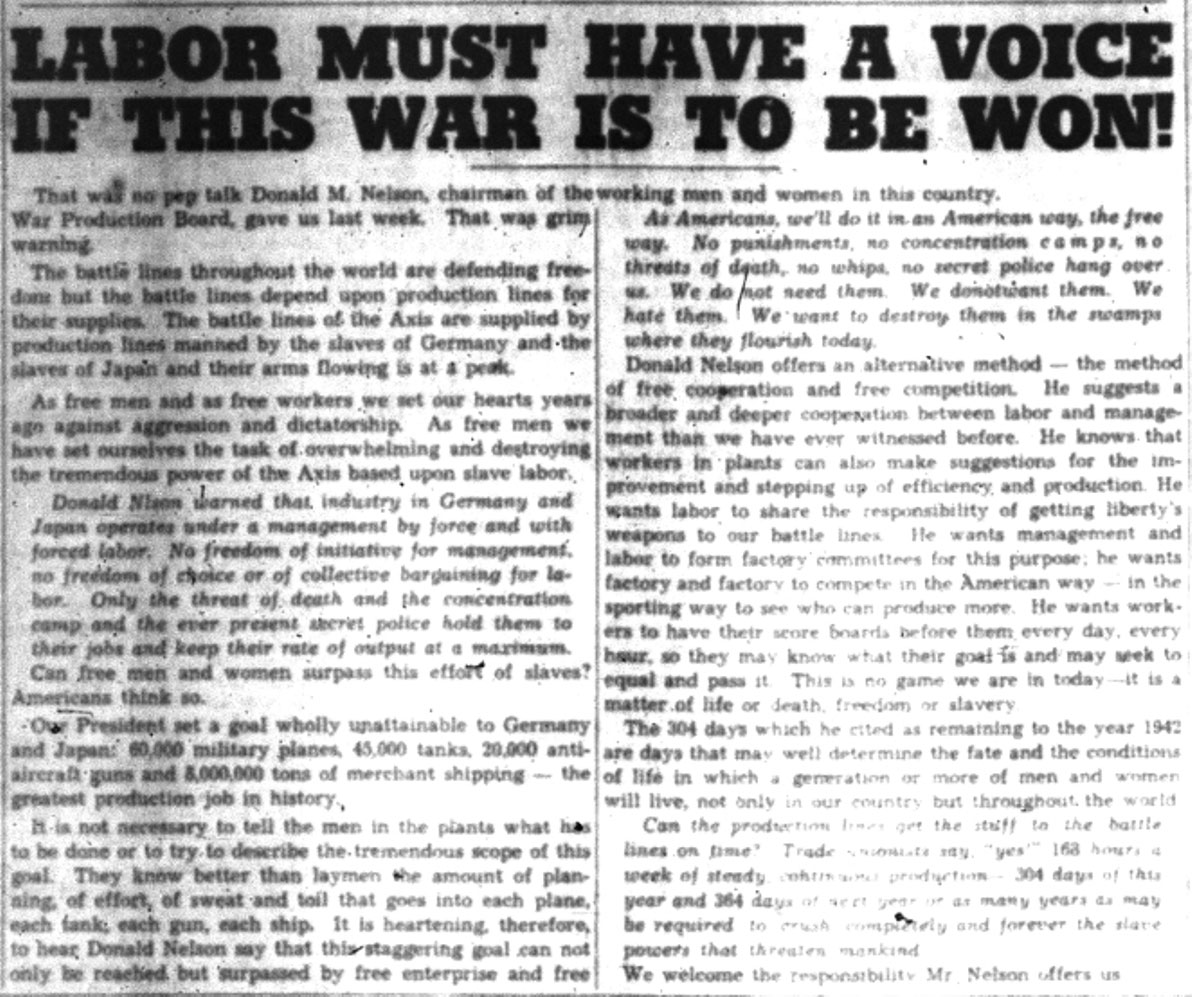 LABOR MUST HAVE A VOICE
IF THIS WAR IS TO BE WON!
That was no pep talk Donald M. Nelson, chairman of the
War Production Board, gave us last week. That was grim
warning.
The battle lines throughout the world are defending free-
dom but the battle lines depend upon production lines for
their supplies. The battle lines of the Axis are supplied by
production lines manned by the slaves of Germany and the
slaves of Japan and their arms flowing is at a peak.
As free men and as free workers we set our hearts years
ago against aggression and dictatorship. As free men we
have set ourselves the task of overwhelming and destroying
the tremendous power of the Axis based upon slave labor.
Donald Nlson warned that industry in Germany and
Japan operates under a management by force and with
forced labor. No freedom of initiative for management,
no freedom of choice or of collective bargaining for la-
bor. Only the threat of death and the concentration
camp and the ever present secret police hold them to
their jobs and keep their rate of output at a maximum.
Can free men and women surpass this effort of slaves?
Americans think so.
Our President set a goal wholly unattainable to Germany
and Japan: 60,000 military planes, 45,000 tanks, 20,000 anti-
aircraft guns and 8,000,000 tons of merchant shipping — the
greatest production job in history.
It is not necessary to tell the men in the plants what has
to be done or to try to describe the tremendous scope of this
goal. They know better than laymen the amount of plan-
ning, of effort, of sweat and toil that goes into each plane,
each tank, each gun, each ship. It is heartening, therefore,
to hear Donald Nelson say that this staggering goal can not
only be reached but surpassed by free enterprise and free
working men and women in this country.
As Americans, we'll do it in an American way, the free
way. No punishments, no concentration camps, no
threats of death, no whips, no secret police hang over
us. We do not need them. We donotwant them. We
hate them. We want to destroy them in the swamps
where they flourish today.
Donald Nelson offers an alternative method — the method
of free cooperation and free competition. He suggests a
broader and deeper cooperation between labor and manage-
ment than we have ever witnessed before. He knows that
workers in plants can also make suggestions for the im-
provement and stepping up of efficiency and production. He
wants labor to share the responsibility of getting liberty's
weapons to our battle lines. He wants management and
labor to form factory committees for this purpose; he wants
factory and factory to compete in the American way — in the
sporting way to see who can produce more. He wants work-
ers to have their score boards before them every day, every
hour, so they may know what their goal is and may seek to
equal and pass it. This is no game we are in today—it is a
matter of life or death, freedom or slavery.
The 304 days which he cited as remaining to the year 1942
are days that may well determine the fate and the conditions
of life in which a generation or more of men and women
will live, not only in our country but throughout the world
Can the production lines get the stuff to the battle
lines on time? Trade unionists say, "yes!" 168 hours a
week of steady, continuous production — 304 days of this
year and 364 days of next year or as many years as may
be required to crush completely and forever the slave
powers that threaten mankind
We welcome the responsibility Mr. Nelson offers us